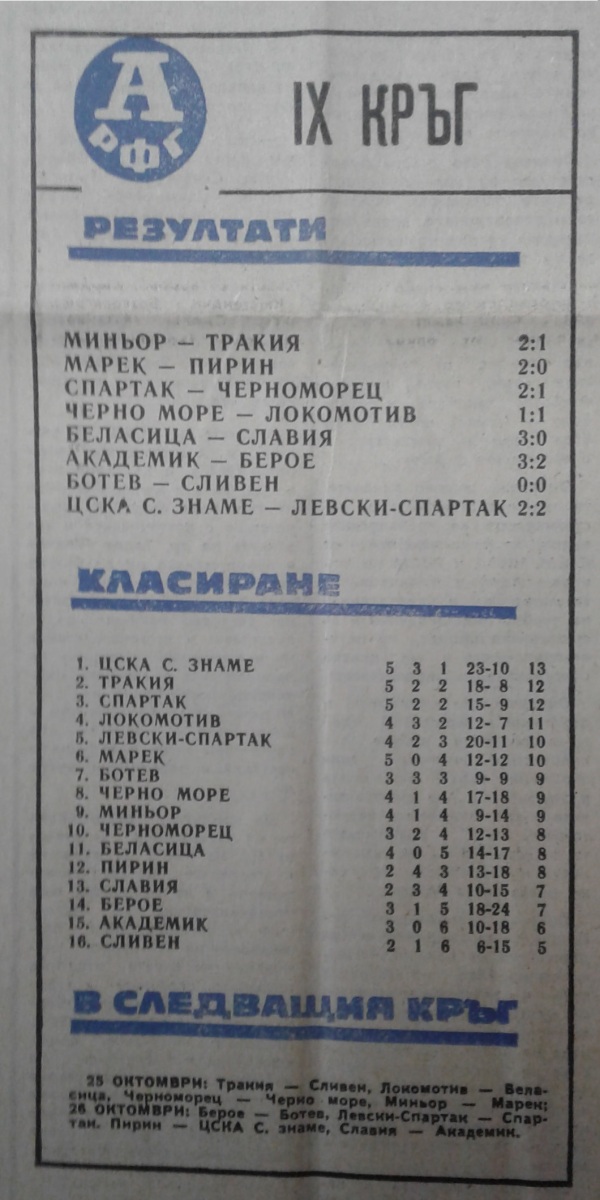 А
РФГ
IX КРЪГ
РЕЗУЛТАТИ
МИНЬОР — ТРАКИЯ 2:1
МАРЕК — ПИРИН 2:0
СПАРТАК — ЧЕРНОМОРЕЦ 2:1
ЧЕРНО МОРЕ — ЛОКОМОТИВ 1:1
БЕЛАСИЦА — СЛАВИЯ 3:0
АКАДЕМИК — БЕРОЕ 3:2
БОТЕВ — СЛИВЕН 0:0
ЦСКА С. ЗНАМЕ — ЛЕВСКИ-СПАРТАК 2:2
КЛАСИРАНЕ
1. ЦСКА С. ЗНАМЕ 5 3 1 23-10 13
2. ТРАКИЯ 5 2 2 18- 8 12
3. СПАРТАК 5 2 2 15- 9 12
4. ЛОКОМОТИВ 4 3 2 12- 7 11
5. ЛЕВСКИ-СПАРТАК 4 2 3 20-11 10
6. МАРЕК 5 0 4 12-12 10
7. БОТЕВ 3 3 3 9- 9 9
8. ЧЕРНО МОРЕ 4 1 4 17-18 9
9. МИНЬОР 4 1 4 9-14 9
10. ЧЕРНОМОРЕЦ 3 2 4 12-13 8
11. БЕЛАСИЦА 4 0 5 14-17 8
12. ПИРИН 2 4 3 13-18 8
13. СЛАВИЯ 2 3 4 10-15 7
14. БЕРОЕ 3 1 5 18-24 7
15. АКАДЕМИК 3 0 6 10-18 6
16. СЛИВЕН 2 1 6 6-15 5
В СЛЕДВАЩИЯ КРЪГ
25 ОКТОМВРИ: Тракия — Сливен, Локомотив — Бела-
сица, Черноморец — Черно море, Миньор — Марек;
26 ОКТОМВРИ: Берое — Ботев, Левски-Спартак — Спар-
так. Пирин — ЦСКА С. знаме, Славия — Академик.